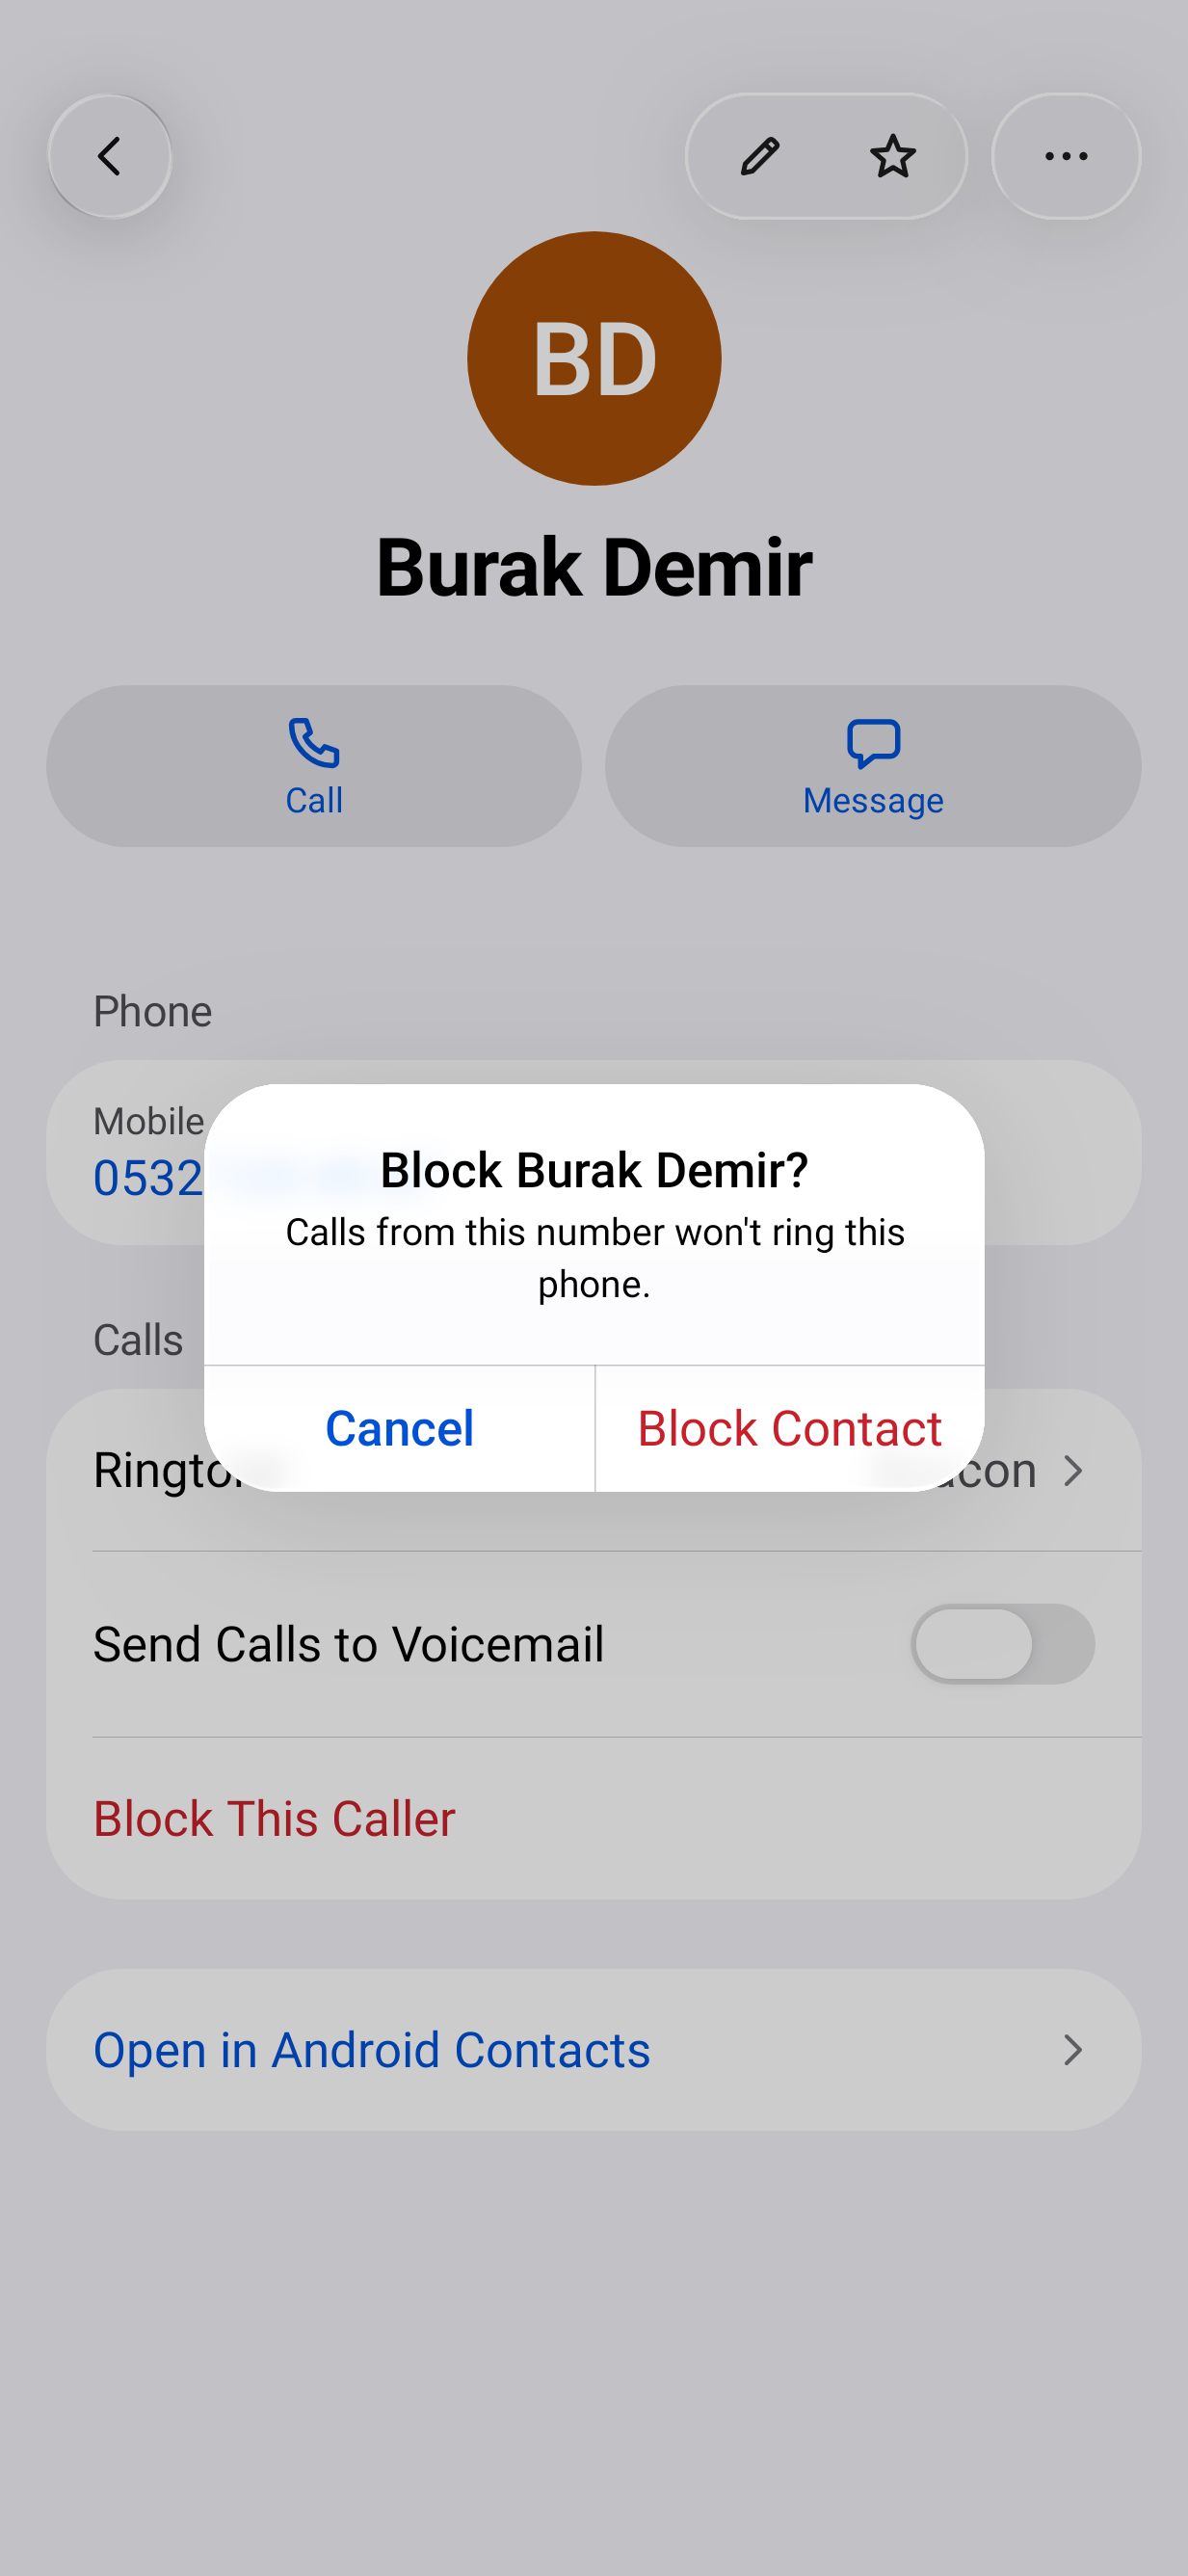 BD
Burak Demir
Call
Message
Phone
Mobile
0532
Block Burak Demir?
Calls from this number won't ring this
phone.
Calls
Cancel
Block Contact
Send Calls to Voicemail
Block This Caller
Open in Android Contacts